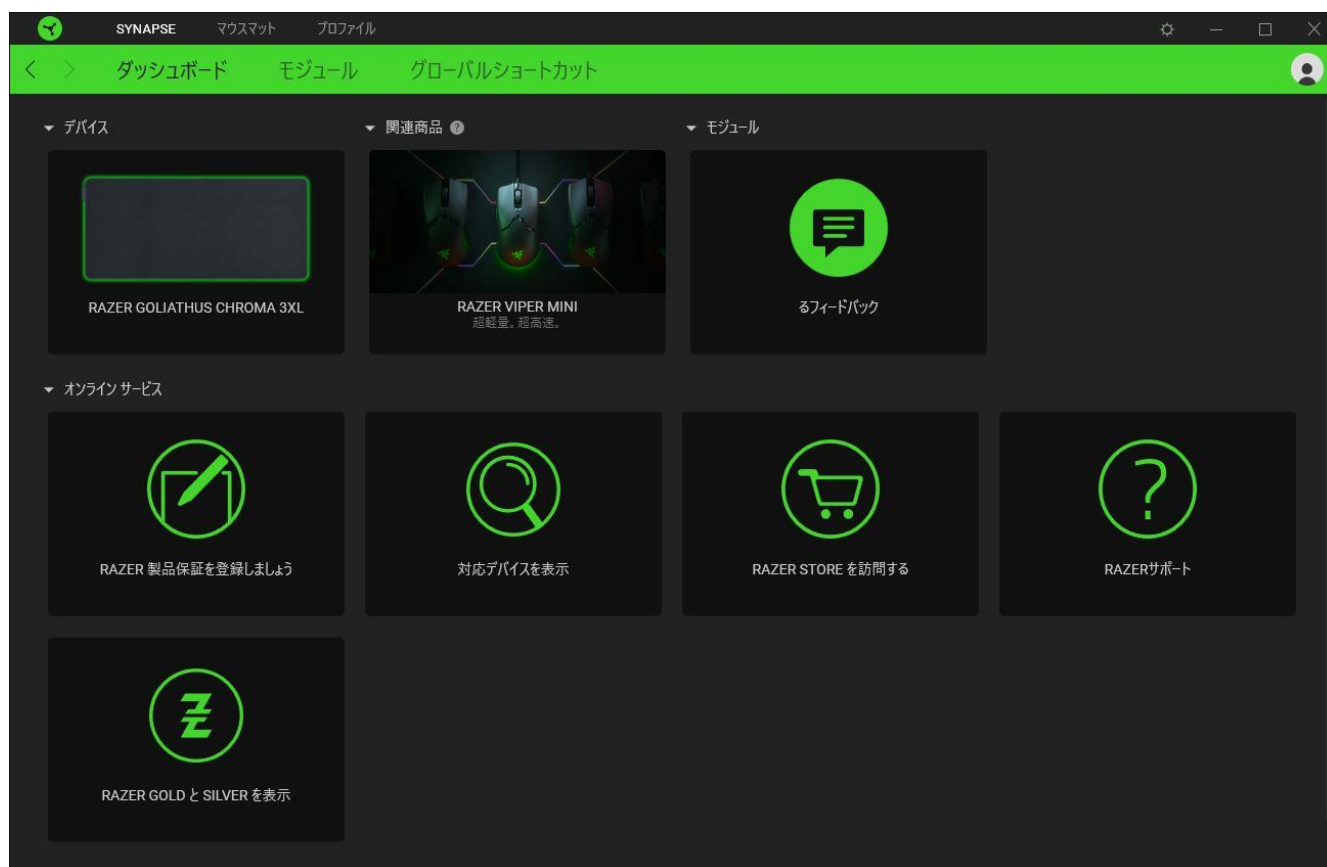 SYNAPSE マウスマット プロファイル
ダッシュボード モジュール グローバルショートカット
デバイス
関連商品 ?
モジュール
RAZER GOLIATHUS CHROMA 3XL
RAZER VIPER MINI
超軽量。超高速。
るフィードバック
オンライン サービス
RAZER 製品保証を登録しましょう
対応デバイスを表示
RAZER STORE を訪問する
RAZERサポート
RAZER GOLD と SILVER を表示